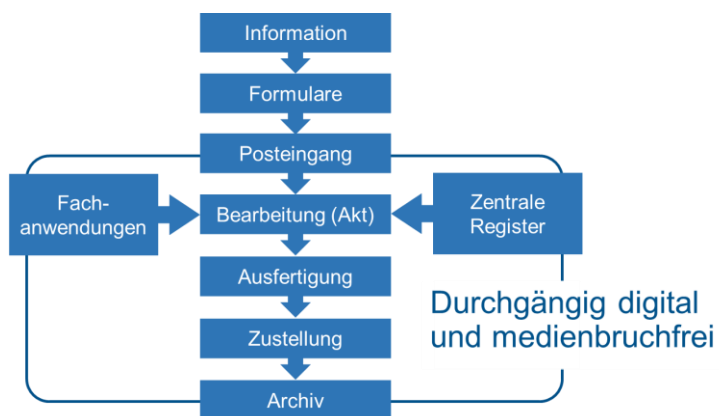 Information
Formulare
Posteingang
Fach-
anwendungen
Bearbeitung (Akt)
Zentrale
Register
Ausfertigung
Durchgängig digital
und medienbruchfrei
Zustellung
Archiv